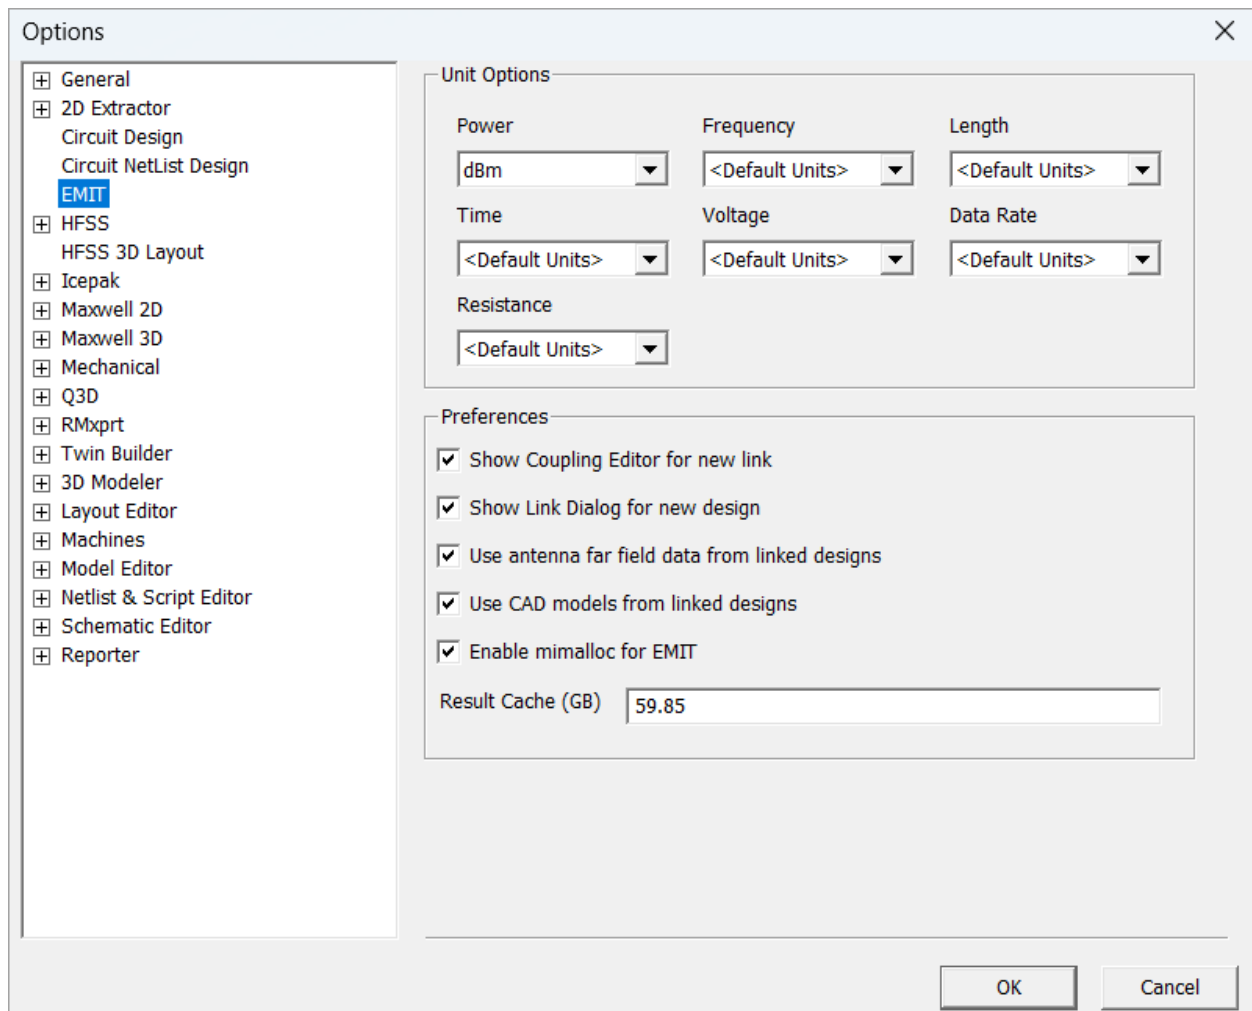 Options
General
2D Extractor
Circuit Design
Circuit NetList Design
EMIT
HFSS
HFSS 3D Layout
Icepak
Maxwell 2D
Maxwell 3D
Mechanical
Q3D
RMxprt
Twin Builder
3D Modeler
Layout Editor
Machines
Model Editor
Netlist & Script Editor
Schematic Editor
Reporter
Unit Options
Power Frequency Length
dBm <Default Units> <Default Units>
Time Voltage Data Rate
<Default Units> <Default Units> <Default Units>
Resistance
<Default Units>
Preferences
Show Coupling Editor for new link
Show Link Dialog for new design
Use antenna far field data from linked designs
Use CAD models from linked designs
Enable mimalloc for EMIT
Result Cache (GB) 59.85
OK Cancel